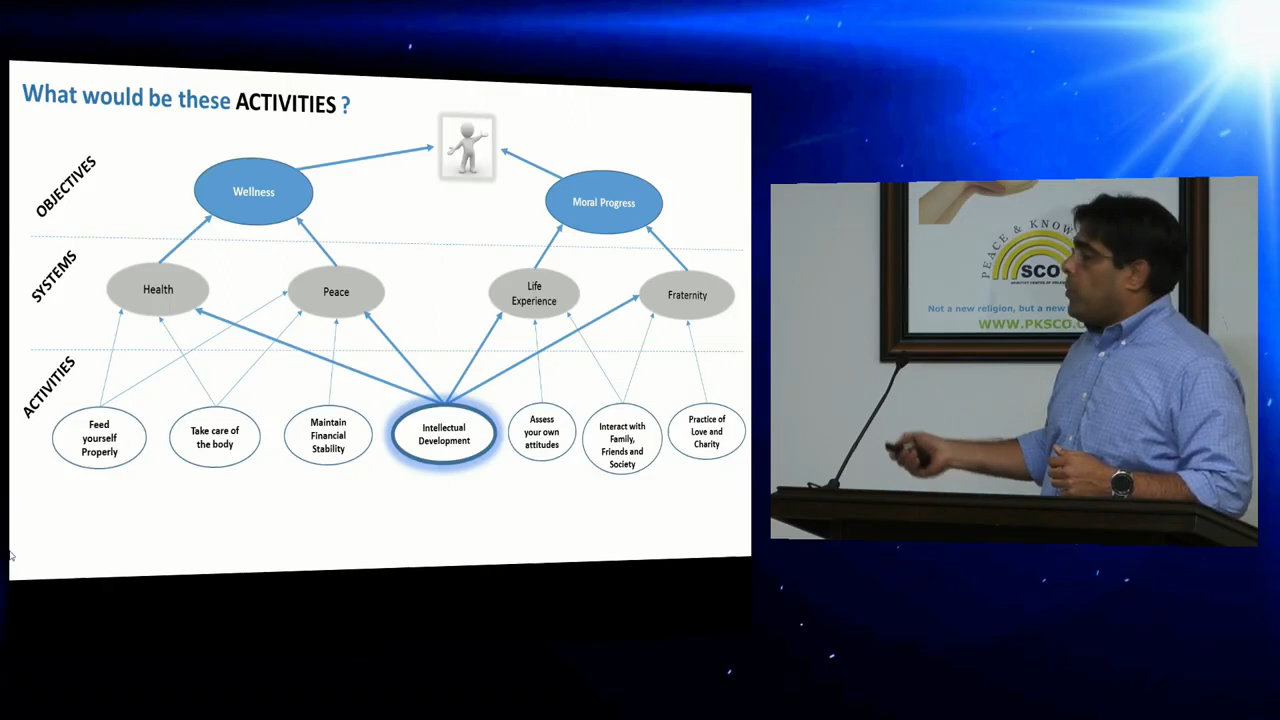 What would be these ACTIVITIES ?
OBJECTIVES
Wellness
Moral Progress
SYSTEMS
Health
Peace
Life
Experience
Fraternity
ACTIVITIES
Feed
yourself
Properly
Take care of
the body
Maintain
Financial
Stability
Intellectual
Development
Assess
your own
attitudes
Interact with
Family,
Friends and
Society
Practice of
Love and
Charity
PEACE & KNOW
SCO
Not a new religion, but a new
WWW.PKSCO.O